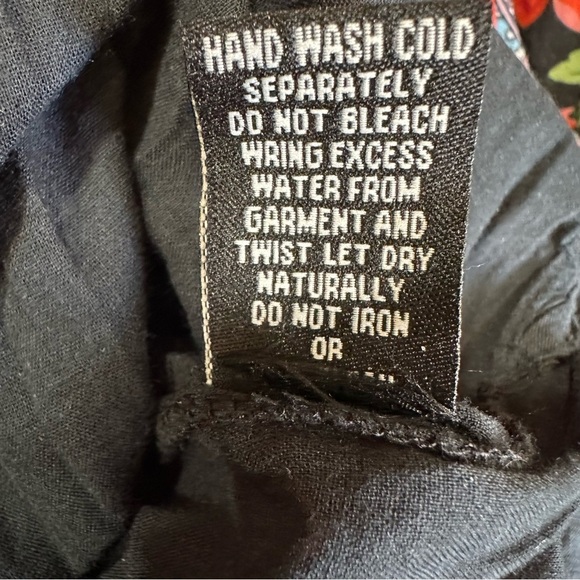 HAND WASH COLD
SEPARATELY
DO NOT BLEACH
WRING EXCESS
WATER FROM
GARMENT AND
TWIST LET DRY
NATURALLY
DO NOT IRON
OR